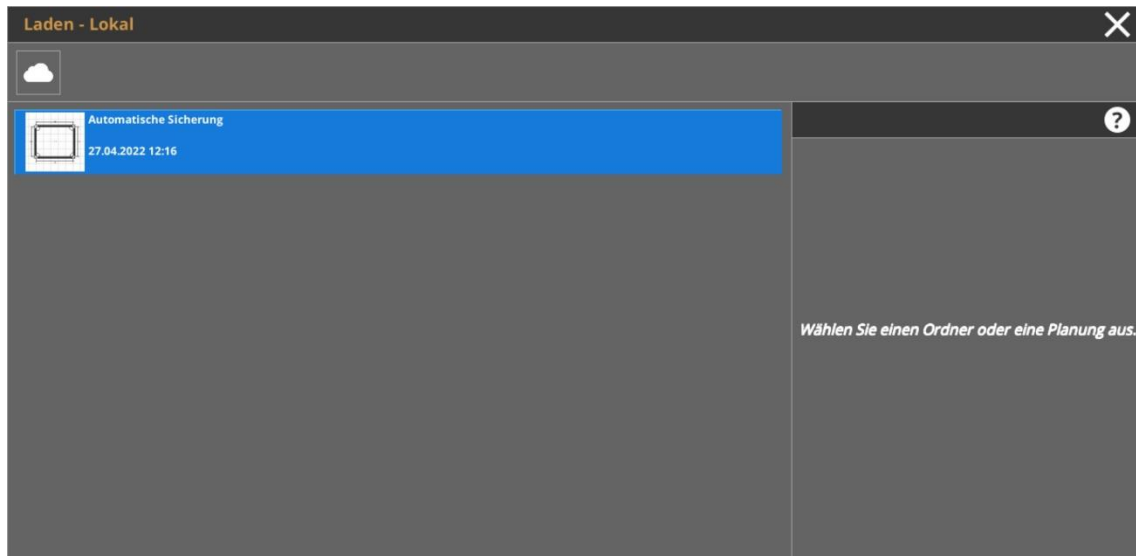 Laden - Lokal
Automatische Sicherung
27.04.2022 12:16
Wählen Sie einen Ordner oder eine Planung aus.